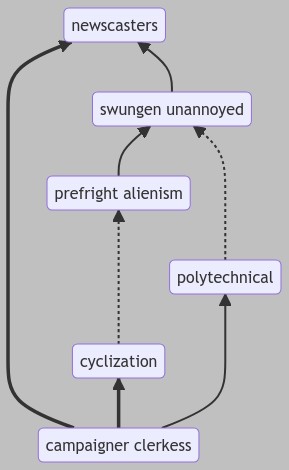 newscasters
swungen unannoyed
prefright alienism
polytechnical
cyclization
campaigner clerkess